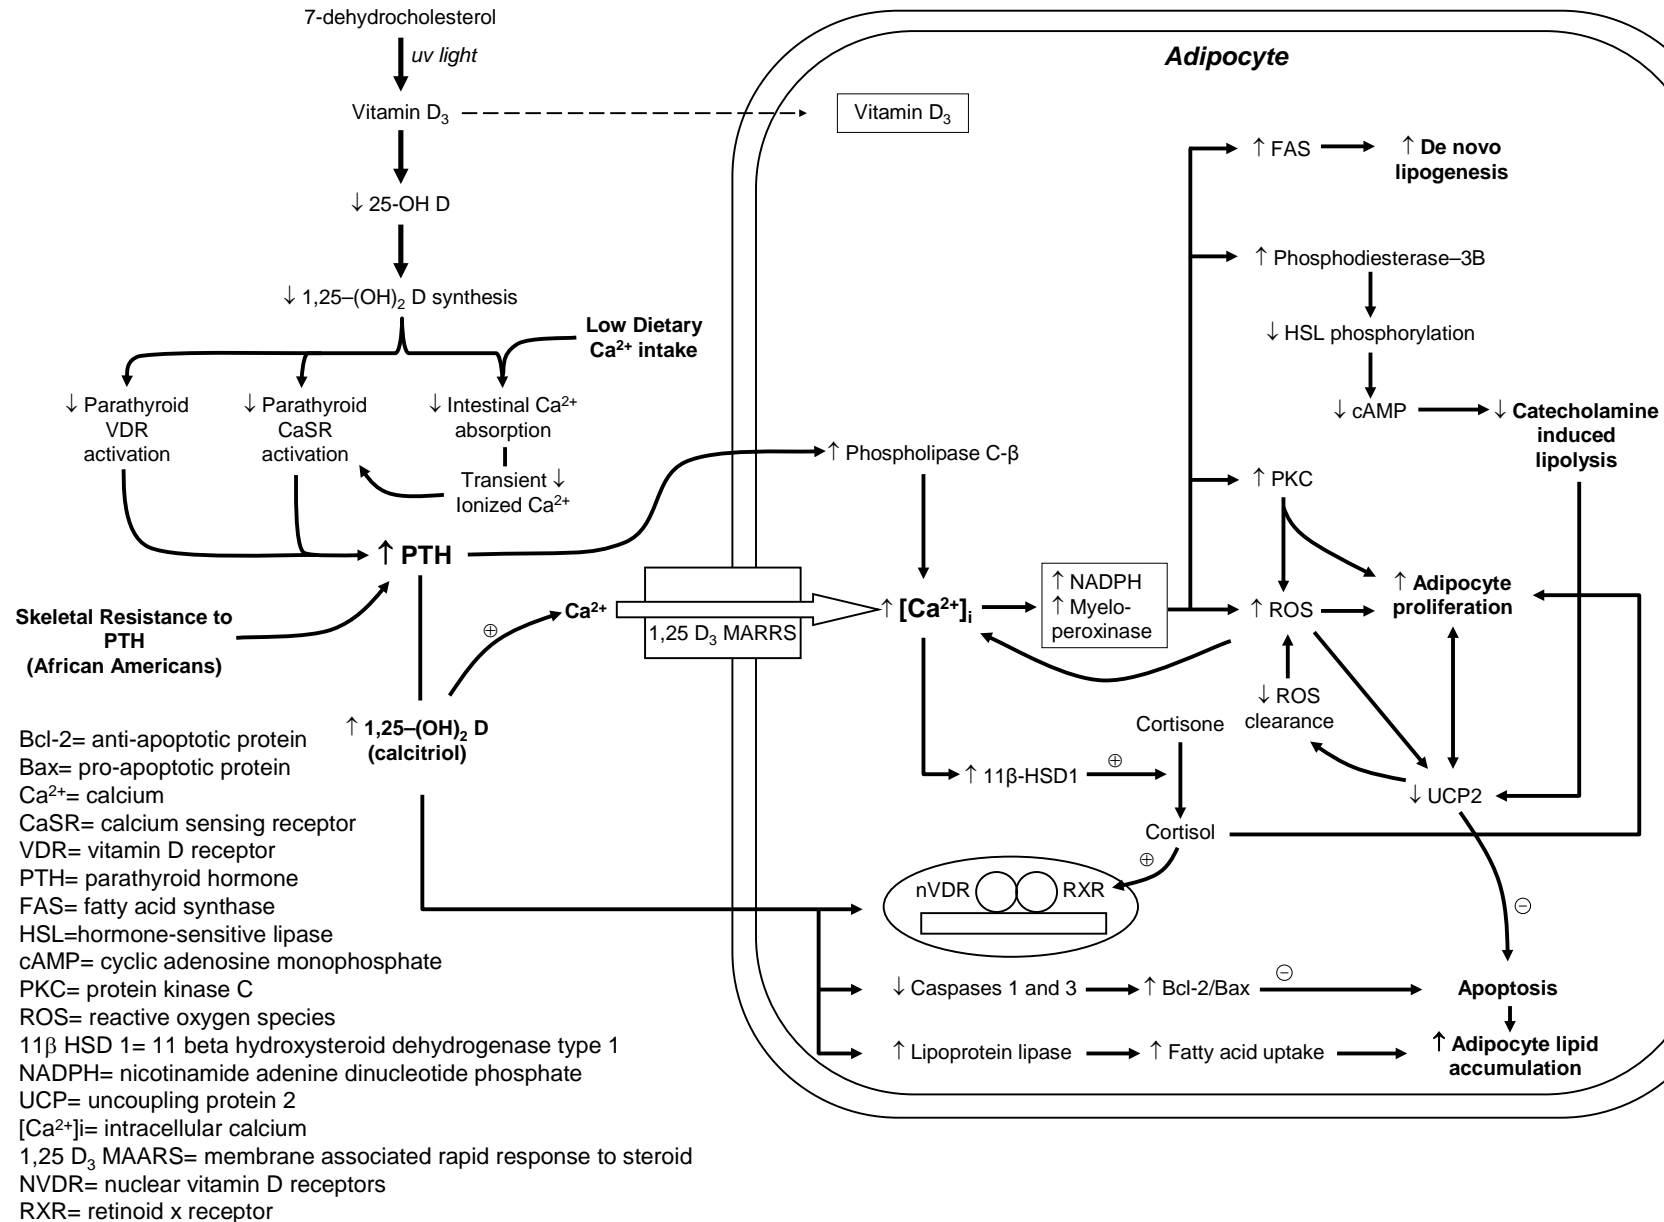 7-dehydrocholesterol
uv light
Vitamin D₃
↓ 25-OH D
↓ 1,25–(OH)₂ D synthesis
Low Dietary
Ca²⁺ intake
↓ Parathyroid
VDR
activation
↓ Parathyroid
CaSR
activation
↓ Intestinal Ca²⁺
absorption
Transient ↓
Ionized Ca²⁺
↑ PTH
Skeletal Resistance to
PTH
(African Americans)
⊕
Ca²⁺
1,25 D₃ MARRS
↑ 1,25–(OH)₂ D
(calcitriol)
Adipocyte
Vitamin D₃
↑ FAS
↑ De novo
lipogenesis
↑ Phosphodiesterase–3B
↓ HSL phosphorylation
↓ cAMP
↓ Catecholamine
induced
lipolysis
↑ Phospholipase C-β
↑ PKC
↑ [Ca²⁺]i
↑ NADPH
↑ Myelo-
peroxinase
↑ ROS
↑ Adipocyte
proliferation
↓ ROS
clearance
Cortisone
↑ 11β-HSD1
⊕
↓ UCP2
Cortisol
⊕
nVDR
RXR
⊖
↓ Caspases 1 and 3
↑ Bcl-2/Bax
⊖
Apoptosis
↑ Lipoprotein lipase
↑ Fatty acid uptake
↑ Adipocyte lipid
accumulation
Bcl-2= anti-apoptotic protein
Bax= pro-apoptotic protein
Ca²⁺= calcium
CaSR= calcium sensing receptor
VDR= vitamin D receptor
PTH= parathyroid hormone
FAS= fatty acid synthase
HSL=hormone-sensitive lipase
cAMP= cyclic adenosine monophosphate
PKC= protein kinase C
ROS= reactive oxygen species
11β HSD 1= 11 beta hydroxysteroid dehydrogenase type 1
NADPH= nicotinamide adenine dinucleotide phosphate
UCP= uncoupling protein 2
[Ca²⁺]i= intracellular calcium
1,25 D₃ MAARS= membrane associated rapid response to steroid
NVDR= nuclear vitamin D receptors
RXR= retinoid x receptor